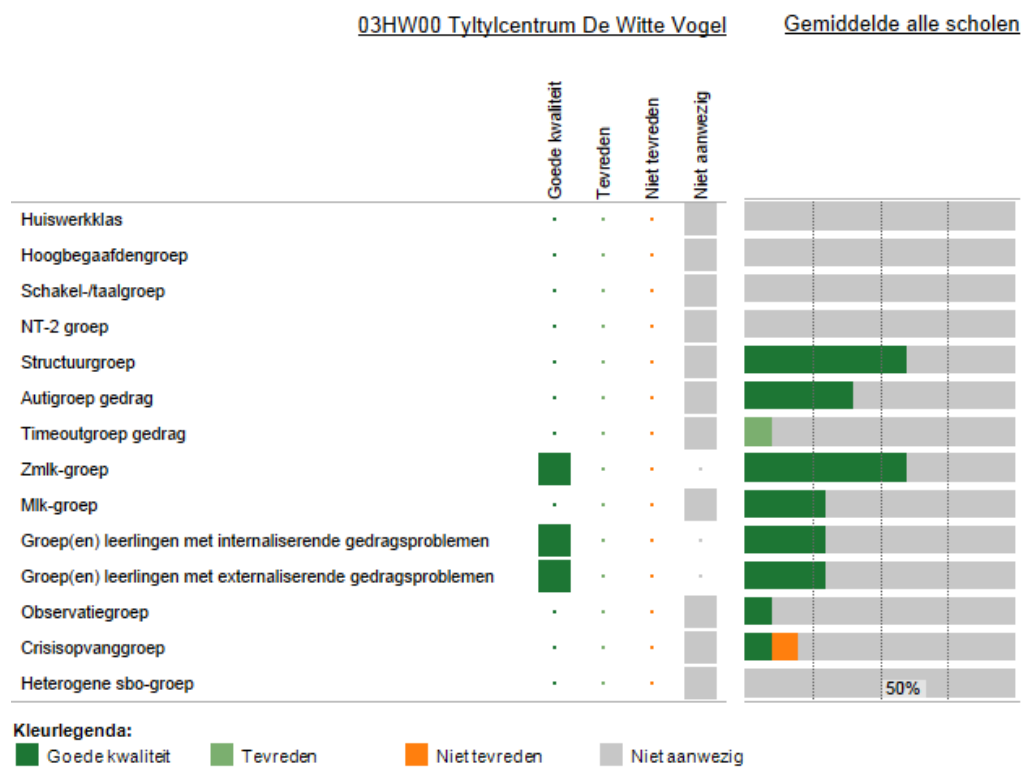 03HW00 Tyltylcentrum De Witte Vogel
Gemiddelde alle scholen
Goede kwaliteit
Tevreden
Niet tevreden
Niet aanwezig
Huiswerkklas
Hoogbegaafdengroep
Schakel-/taalgroep
NT-2 groep
Structuurgroep
Autigroep gedrag
Timeoutgroep gedrag
Zmlk-groep
Mlk-groep
Groep(en) leerlingen met internaliserende gedragsproblemen
Groep(en) leerlingen met externaliserende gedragsproblemen
Observatiegroep
Crisisopvanggroep
Heterogene sbo-groep
50%
Kleurlegenda:
Goede kwaliteit
Tevreden
Niet tevreden
Niet aanwezig